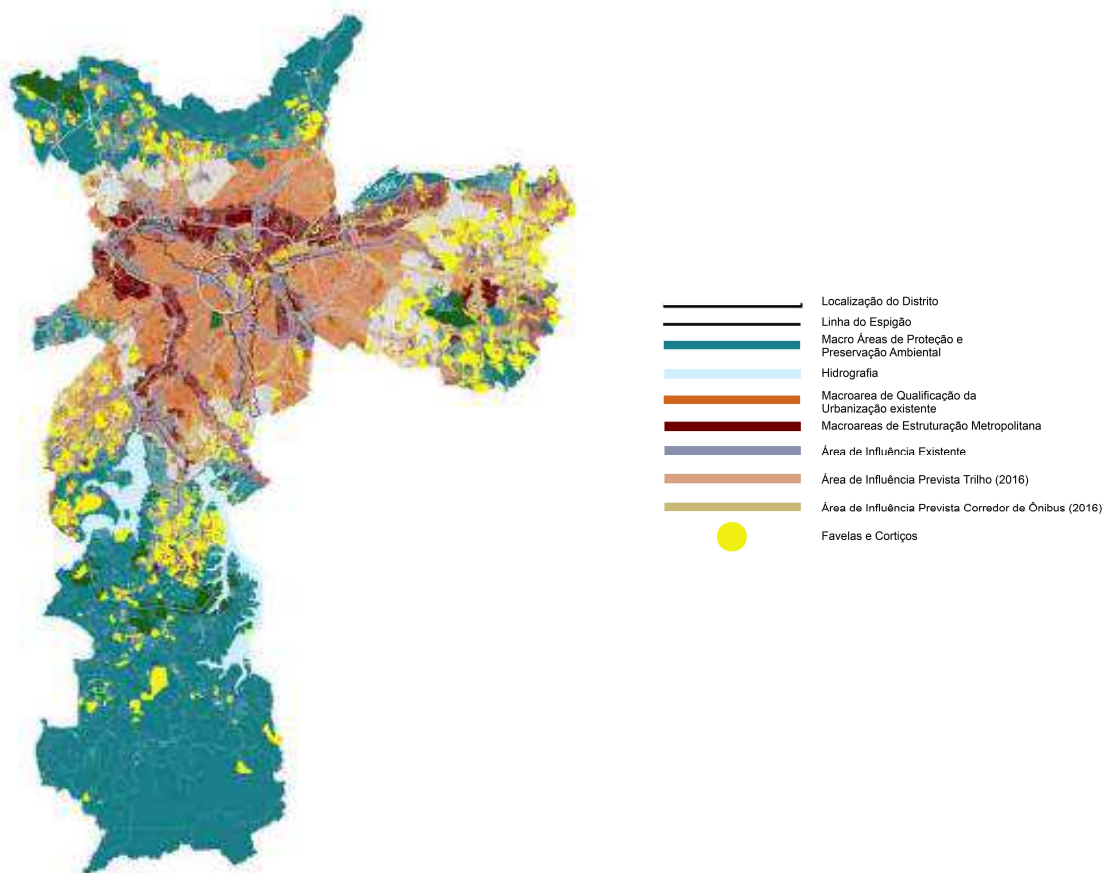 Localização do Distrito
Linha do Espigão
Macro Áreas de Proteção e
Preservação Ambiental
Hidrografia
Macroarea de Qualificação da
Urbanização existente
Macroareas de Estruturação Metropolitana
Área de Influência Existente
Área de Influência Prevista Trilho (2016)
Área de Influência Prevista Corredor de Ônibus (2016)
Favelas e Cortiços